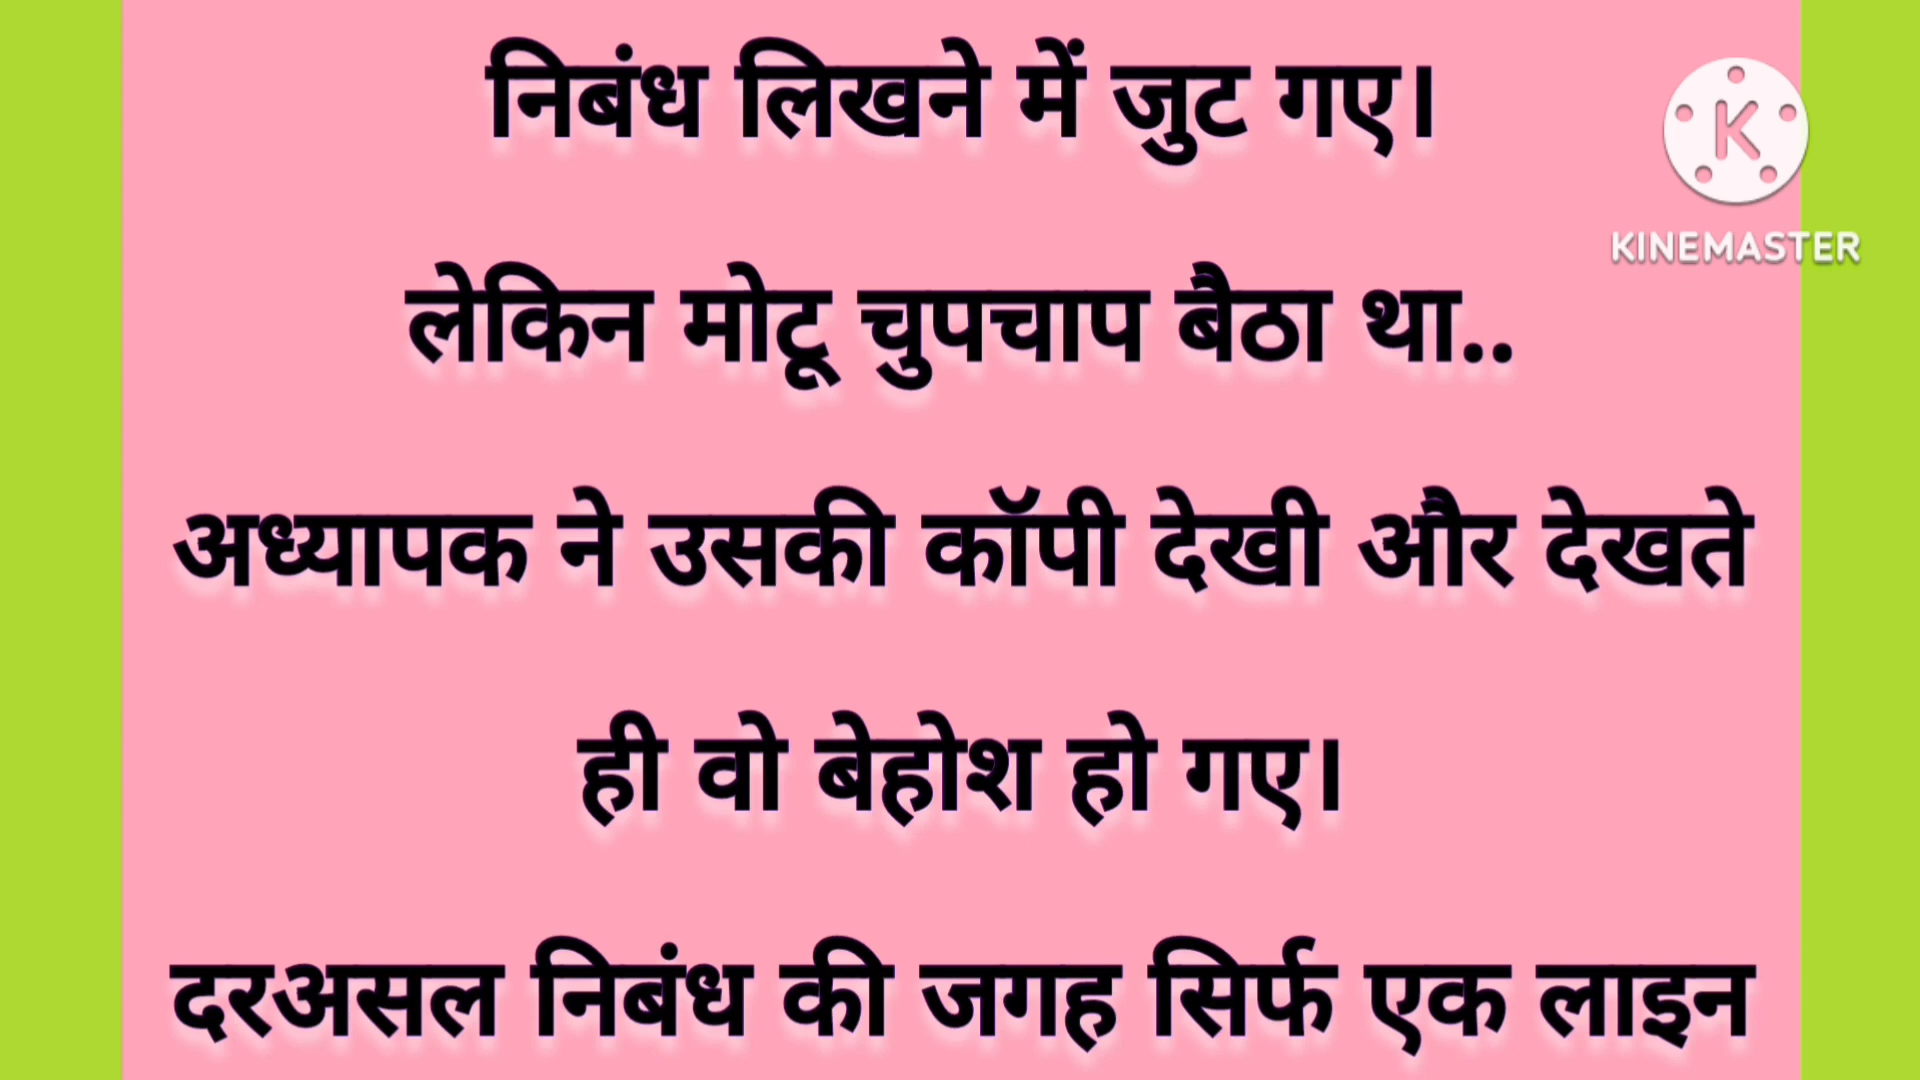 निबंध लिखने में जुट गए।
K
KINEMASTER
लेकिन मोटू चुपचाप बैठा था..
अध्यापक ने उसकी कॉपी देखी और देखते
ही वो बेहोश हो गए।
दरअसल निबंध की जगह सिर्फ एक लाइन